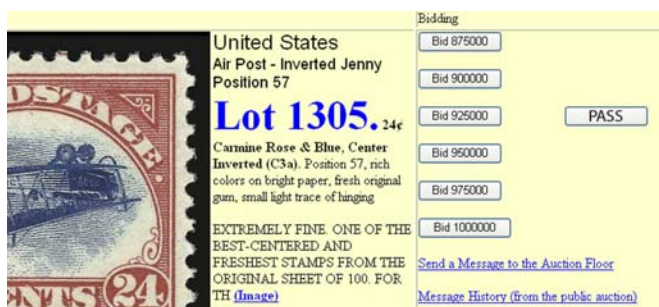 Bidding
United States
Air Post - Inverted Jenny
Position 57
Lot 1305. 24¢
Carmine Rose & Blue, Center
Inverted (C3a). Position 57, rich
colors on bright paper, fresh original
gum, small light trace of hinging
EXTREMELY FINE. ONE OF THE
BEST-CENTERED AND
FRESHEST STAMPS FROM THE
ORIGINAL SHEET OF 100. FOR
TH (Image)
Bid 875000
Bid 900000
Bid 925000
PASS
Bid 950000
Bid 975000
Bid 1000000
Send a Message to the Auction Floor
Message History (from the public auction)
OSTAGE.
NTS 24